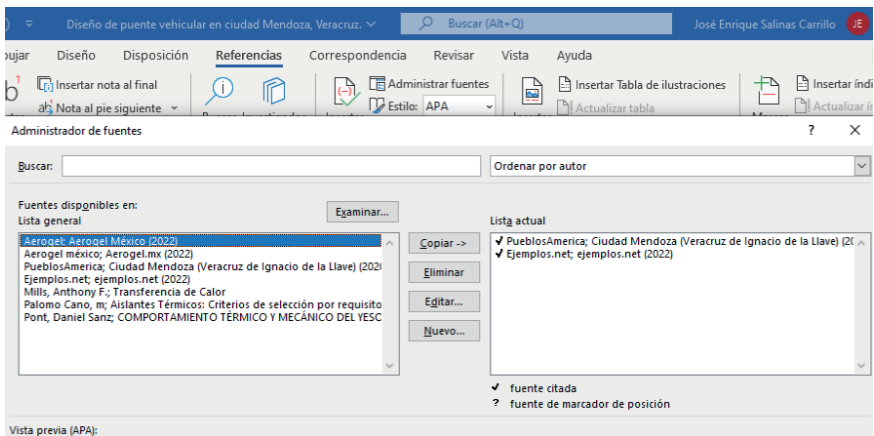 Diseño de puente vehicular en ciudad Mendoza, Veracruz.
Buscar (Alt+Q)
José Enrique Salinas Carrillo
JE
Diseño
Disposición
Referencias
Correspondencia
Revisar
Vista
Ayuda
Insertar nota al final
Administrar fuentes
Insertar Tabla de ilustraciones
Insertar
Nota al pie siguiente
Estilo: APA
Actualizar tabla
Actualizar
Administrador de fuentes
? X
Buscar:
Ordenar por autor
Fuentes disponibles en:
Lista general
Examinar...
Lista actual
Aerogel; Aerogel México (2022)
Aerogel méxico; Aerogel.mx (2022)
PueblosAmerica; Ciudad Mendoza (Veracruz de Ignacio de la Llave) (202
Ejemplos.net; ejemplos.net (2022)
Mills, Anthony F.; Transferencia de Calor
Palomo Cano, m; Aislantes Térmicos: Criterios de selección por requisito
Pont, Daniel Sanz; COMPORTAMIENTO TÉRMICO Y MECÁNICO DEL YESC
Copiar ->
Eliminar
Editar...
Nuevo...
✓ PueblosAmerica; Ciudad Mendoza (Veracruz de Ignacio de la Llave) (20
✓ Ejemplos.net; ejemplos.net (2022)
✓ fuente citada
? fuente de marcador de posición
Vista previa (APA):